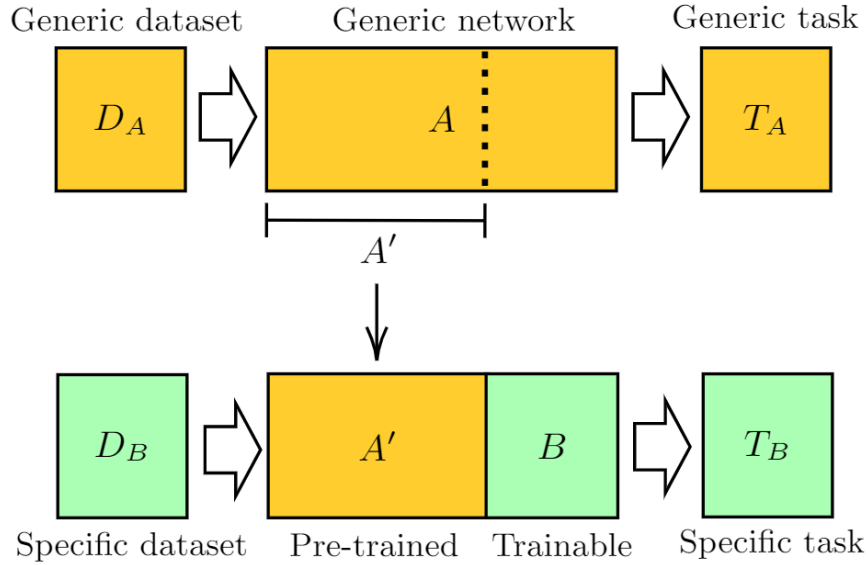 Generic dataset Generic network Generic task
D_A A T_A
A′
D_B A′ B T_B
Specific dataset Pre-trained Trainable Specific task